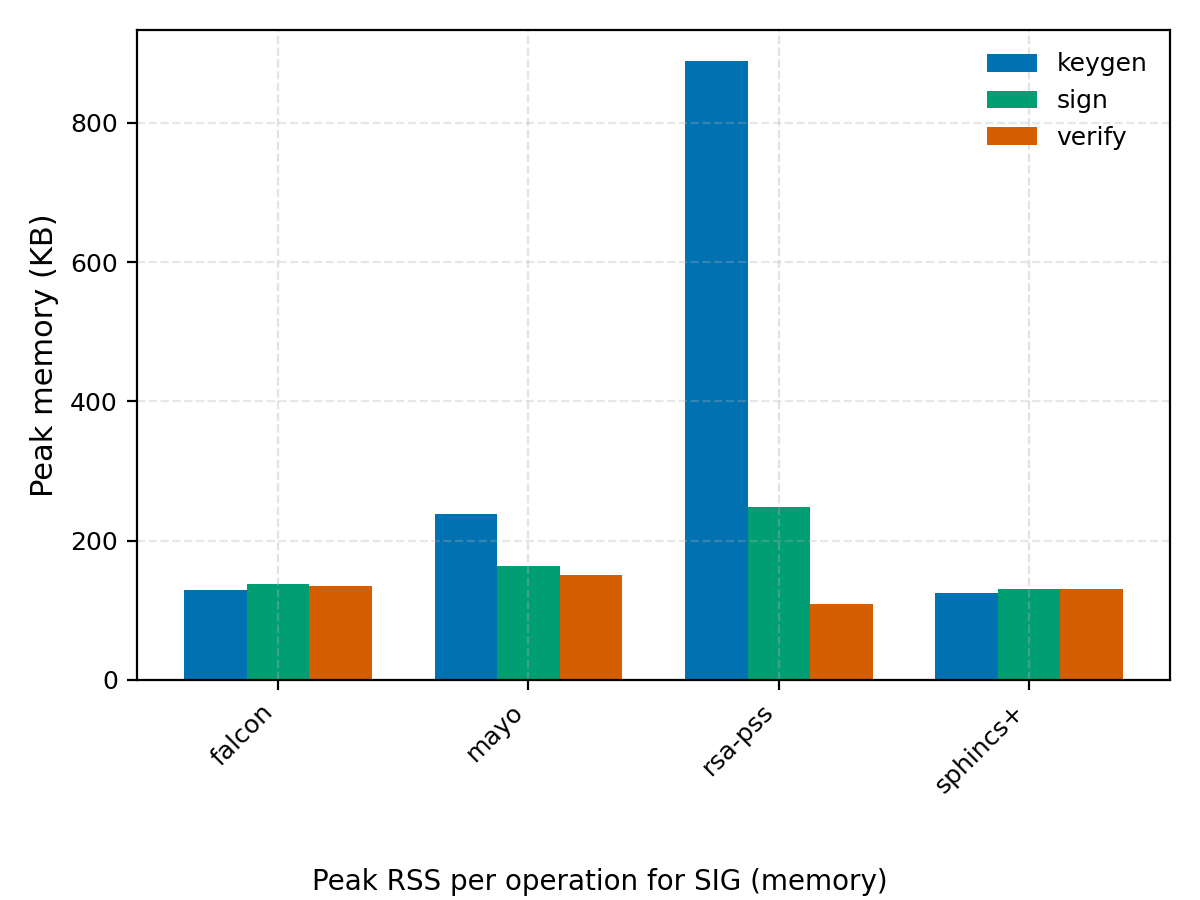 keygen
sign
verify
Peak memory (KB)
800
600
400
200
0
falcon
mayo
rsa-pss
sphincs+
Peak RSS per operation for SIG (memory)